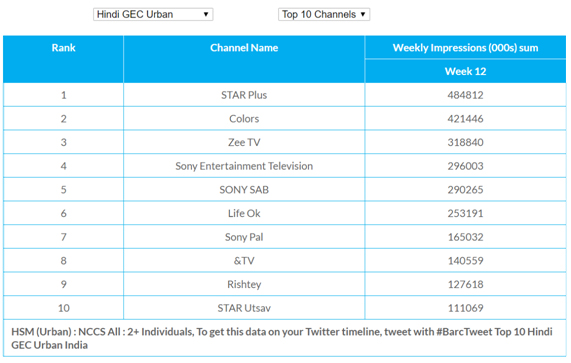 Hindi GEC Urban Top 10 Channels
Rank Channel Name Weekly Impressions (000s) sum
Week 12
1 STAR Plus 484812
2 Colors 421446
3 Zee TV 318840
4 Sony Entertainment Television 296003
5 SONY SAB 290265
6 Life Ok 253191
7 Sony Pal 165032
8 &TV 140559
9 Rishtey 127618
10 STAR Utsav 111069
HSM (Urban) : NCCS All : 2+ Individuals, To get this data on your Twitter timeline, tweet with #BarcTweet Top 10 Hindi
GEC Urban India